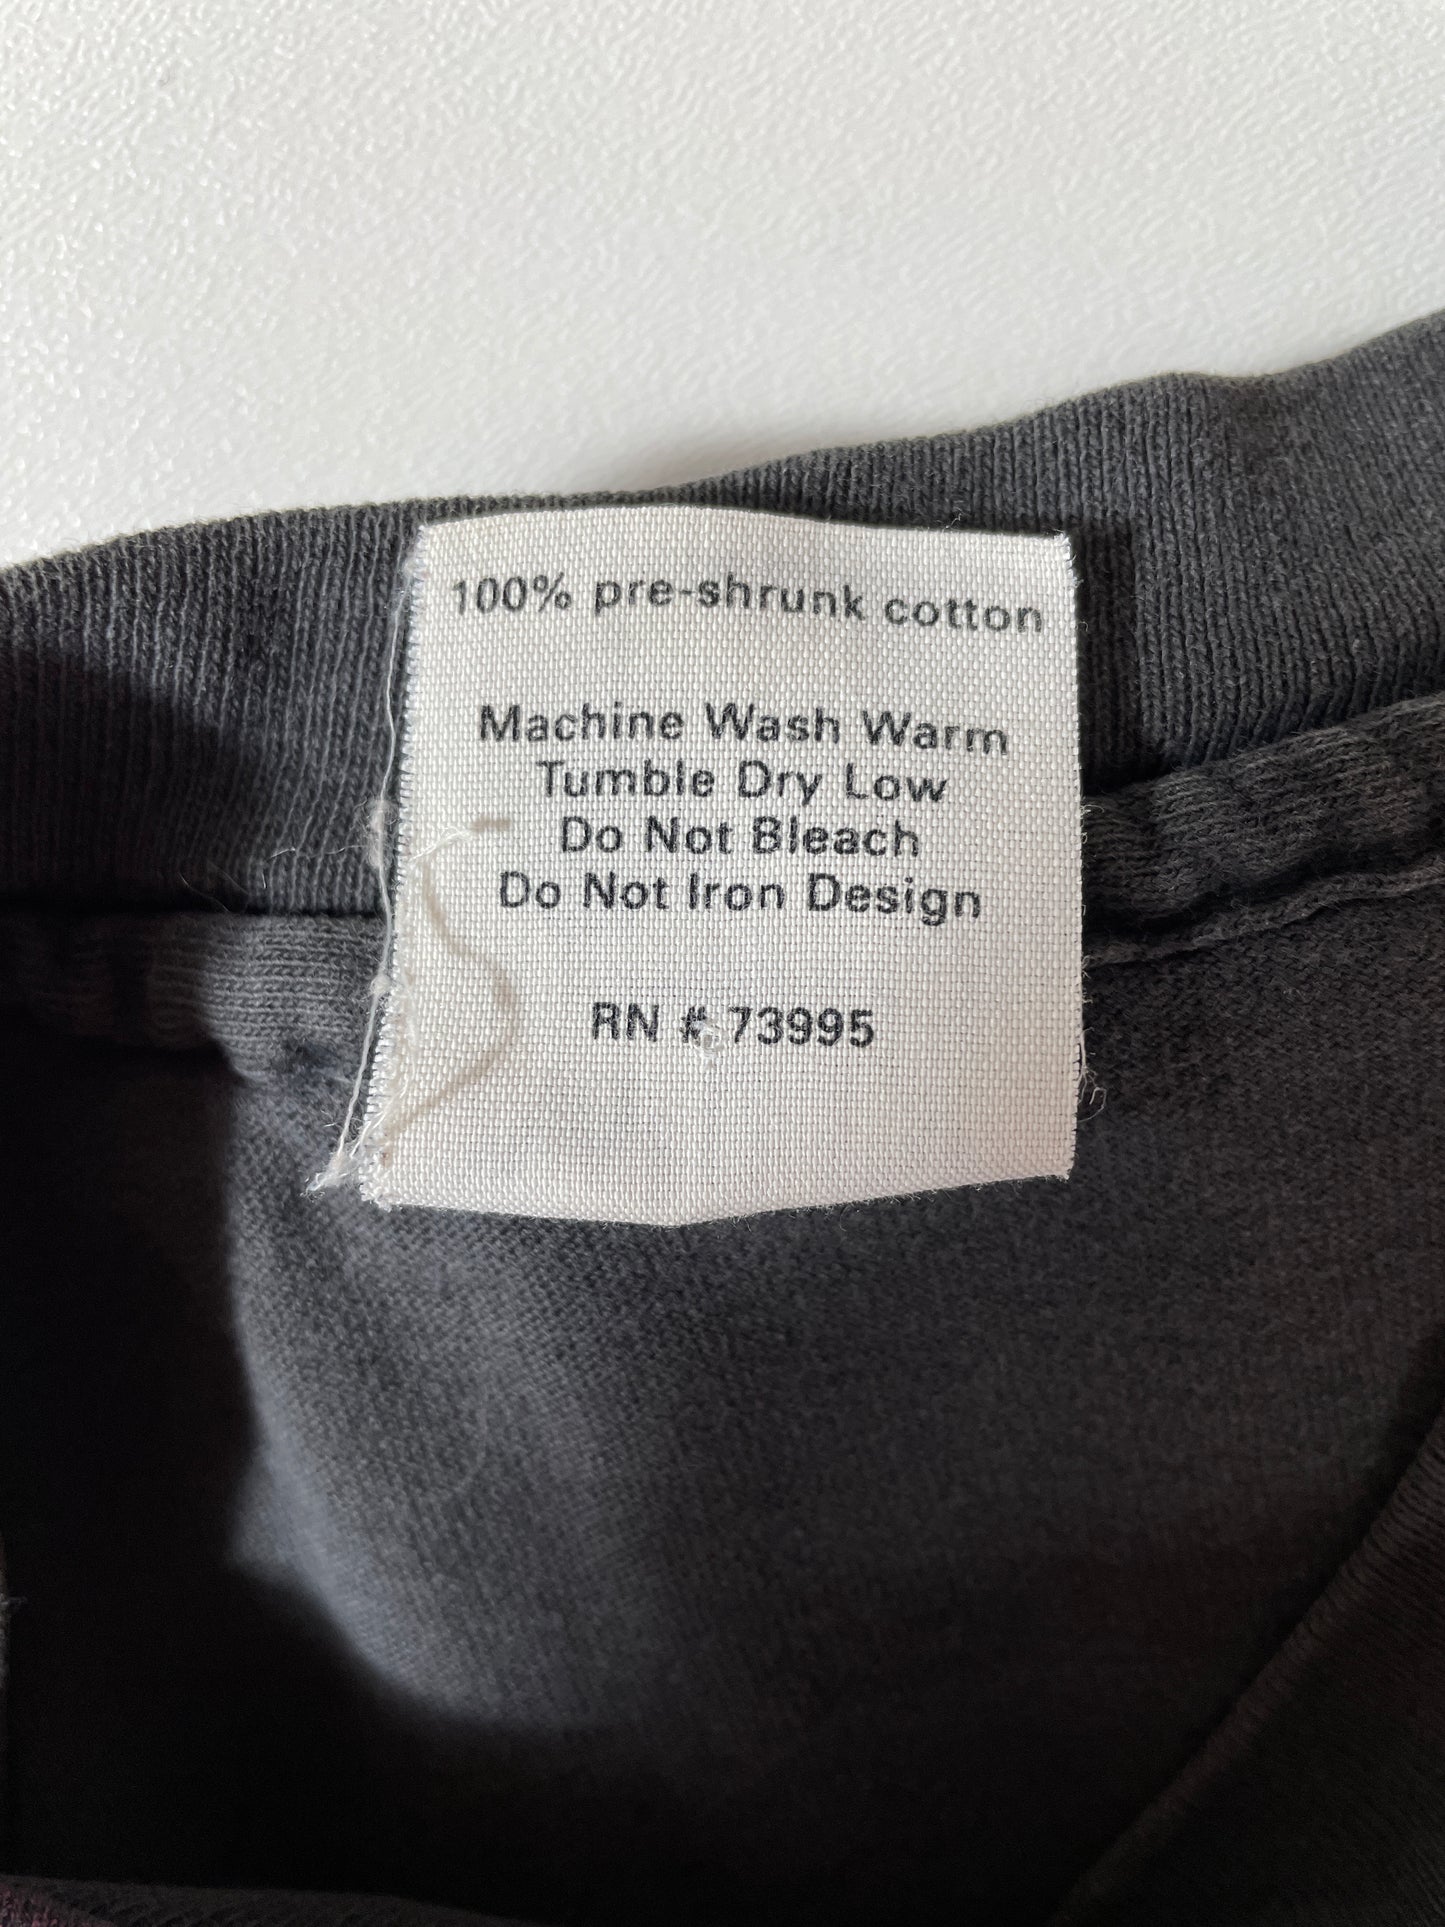 100% pre-shrunk cotton
Machine Wash Warm
Tumble Dry Low
Do Not Bleach
Do Not Iron Design
RN # 73995